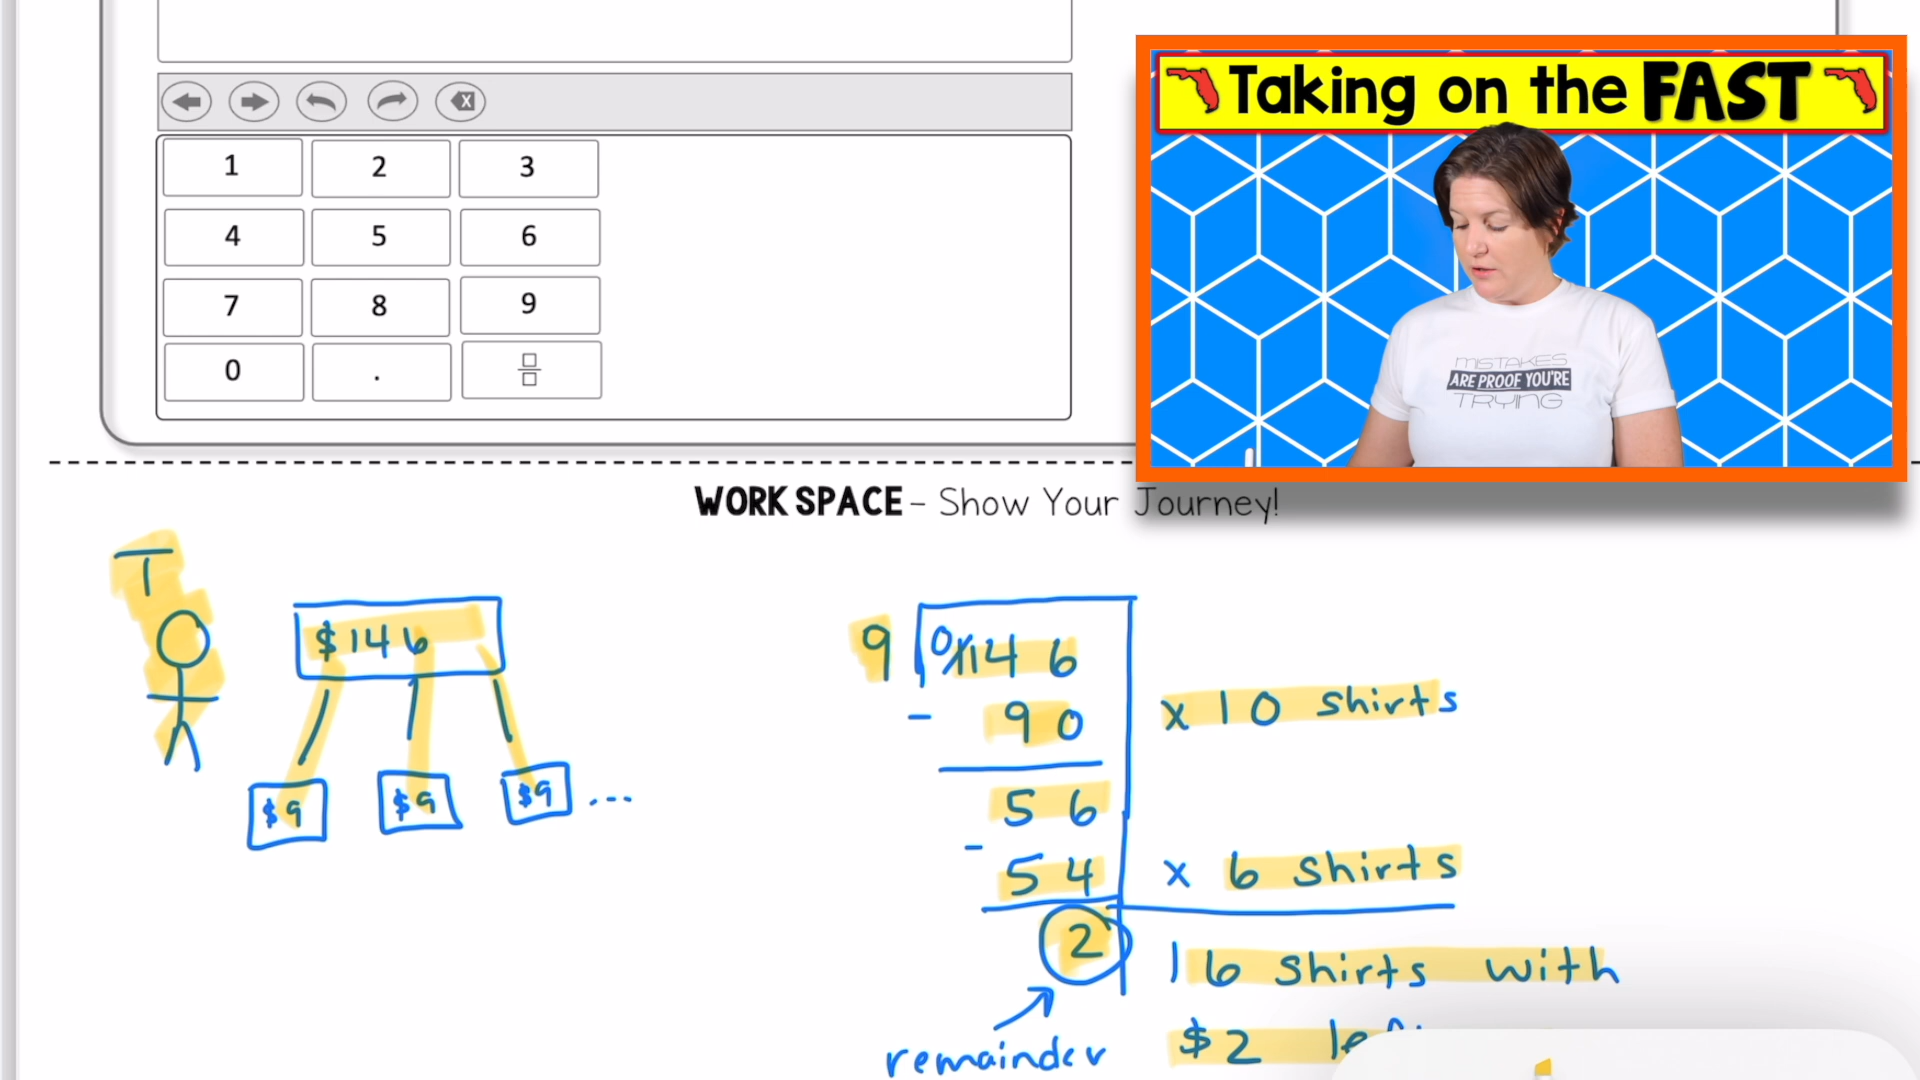 Taking on the FAST
MISTAKES
ARE PROOF YOU'RE
TRYING
1 2 3
4 5 6
7 8 9
0 .
WORK SPACE - Show Your Journey!
T
$146
$9 $9 $9 ...
9 0146
- 90 x 10 shirts
56
- 54 x 6 shirts
2
16 shirts with
remainder
$2